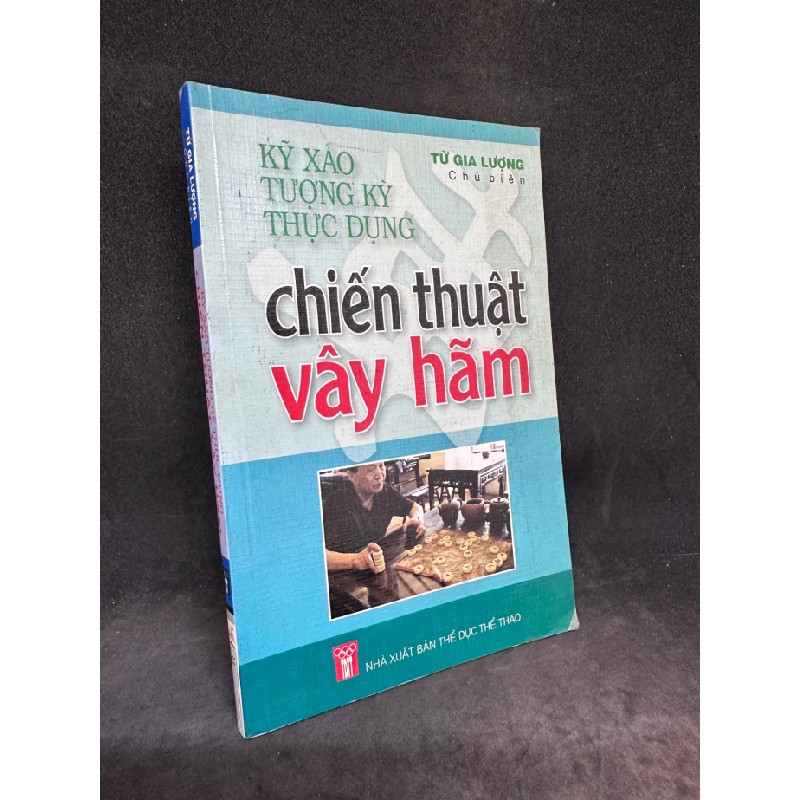 KỸ XẢO
TƯỢNG KỲ
THỰC DỤNG
TỪ GIA LƯỢNG
Chủ biên
chiến thuật
vây hãm
NHÀ XUẤT BẢN THỂ DỤC THỂ THAO
TỪ GIA LƯỢNG